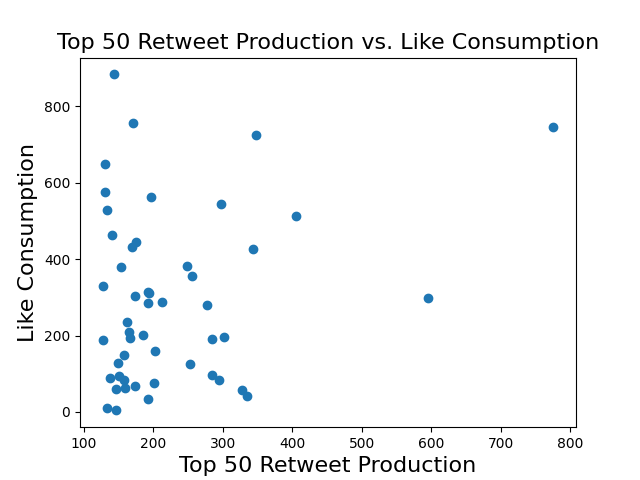 Top 50 Retweet Production vs. Like Consumption
800
600
400
200
0
Like Consumption
100 200 300 400 500 600 700 800
Top 50 Retweet Production